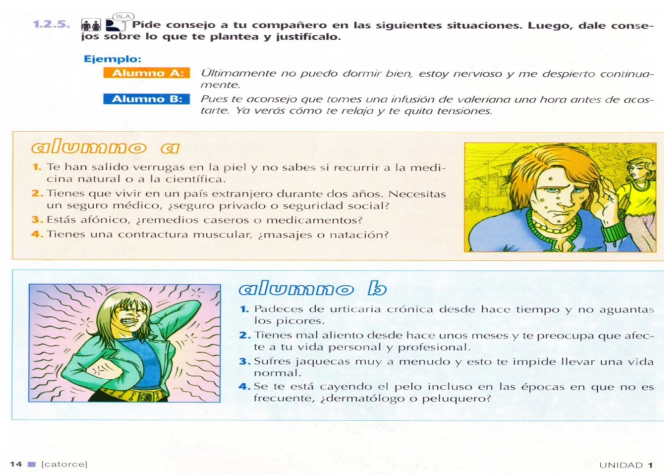 1.2.5. Pide consejo a tu compañero en las siguientes situaciones. Luego, dale conse-
jos sobre lo que te plantea y justifícalo.
Ejemplo:
Alumno A: Últimamente no puedo dormir bien, estoy nervioso y me despierto continua-
mente.
Alumno B: Pues te aconsejo que tomes una infusión de valeriana una hora antes de acos-
tarte. Ya verás cómo te relaja y te quita tensiones.
alumno a
1. Te han salido verrugas en la piel y no sabes si recurrir a la medi-
cina natural o a la científica.
2. Tienes que vivir en un país extranjero durante dos años. Necesitas
un seguro médico, ¿seguro privado o seguridad social?
3. Estás afónico, ¿remedios caseros o medicamentos?
4. Tienes una contractura muscular, ¿masajes o natación?
alumno b
1. Padeces de urticaria crónica desde hace tiempo y no aguantas
los picores.
2. Tienes mal aliento desde hace unos meses y te preocupa que afec-
te a tu vida personal y profesional.
3. Sufres jaquecas muy a menudo y esto te impide llevar una vida
normal.
4. Se te está cayendo el pelo incluso en las épocas en que no es
frecuente, ¿dermatólogo o peluquero?
14 [catorce]
UNIDAD 1